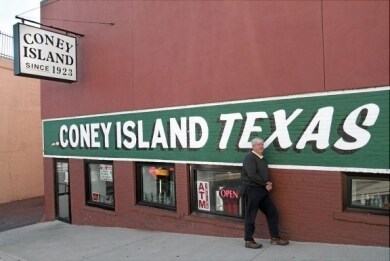 CONEY
ISLAND
SINCE 1923
CONEY ISLAND TEXAS
ATM
OPEN